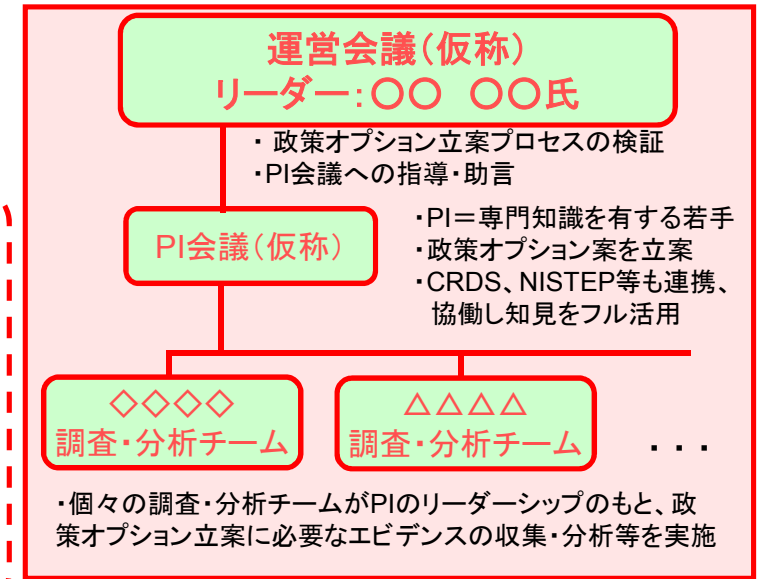 運営会議(仮称)
リーダー:〇〇 〇〇氏
・ 政策オプション立案プロセスの検証
・PI会議への指導・助言
PI会議(仮称)
・PI=専門知識を有する若手
・政策オプション案を立案
・CRDS、NISTEP等も連携、
協働し知見をフル活用
◇◇◇◇
調査・分析チーム
△△△△
調査・分析チーム
・・・
・個々の調査・分析チームがPIのリーダーシップのもと、政
策オプション立案に必要なエビデンスの収集・分析等を実施